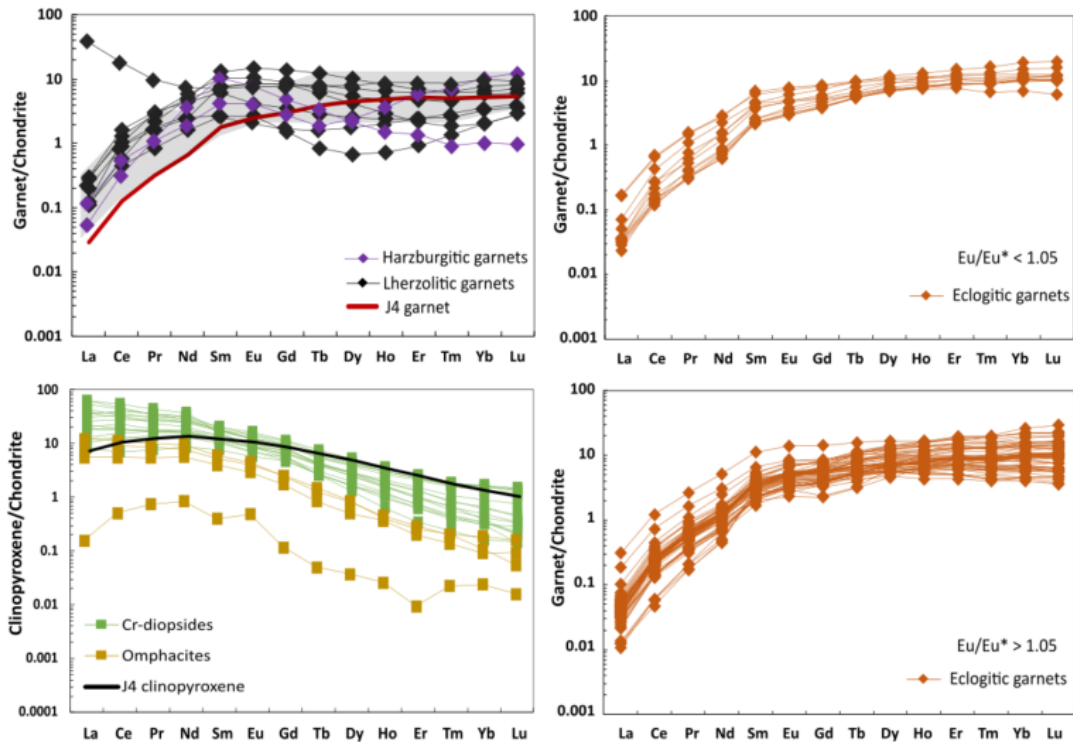 Garnet/Chondrite
100
10
1
0.1
0.01
0.001
Harzburgitic garnets
Lherzolitic garnets
J4 garnet
La Ce Pr Nd Sm Eu Gd Tb Dy Ho Er Tm Yb Lu
Garnet/Chondrite
100
10
1
0.1
0.01
0.001
Eu/Eu* < 1.05
Eclogitic garnets
La Ce Pr Nd Sm Eu Gd Tb Dy Ho Er Tm Yb Lu
Clinopyroxene/Chondrite
100
10
1
0.1
0.01
0.001
0.0001
Cr-diopsides
Omphacites
J4 clinopyroxene
La Ce Pr Nd Sm Eu Gd Tb Dy Ho Er Tm Yb Lu
Garnet/Chondrite
100
10
1
0.1
0.01
0.001
Eu/Eu* > 1.05
Eclogitic garnets
La Ce Pr Nd Sm Eu Gd Tb Dy Ho Er Tm Yb Lu